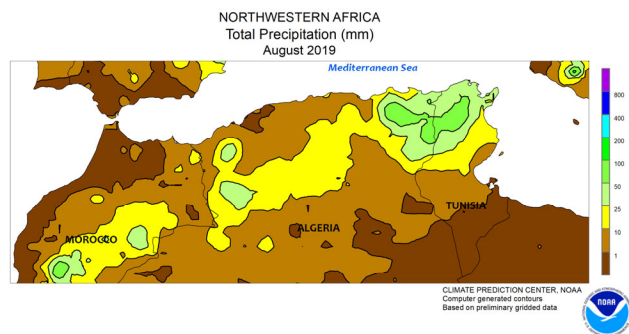 NORTHWESTERN AFRICA
Total Precipitation (mm)
August 2019
Mediterranean Sea
800
400
200
100
50
25
10
1
MOROCCO
ALGERIA
TUNISIA
CLIMATE PREDICTION CENTER, NOAA
Computer generated contours
Based on preliminary gridded data
NOAA